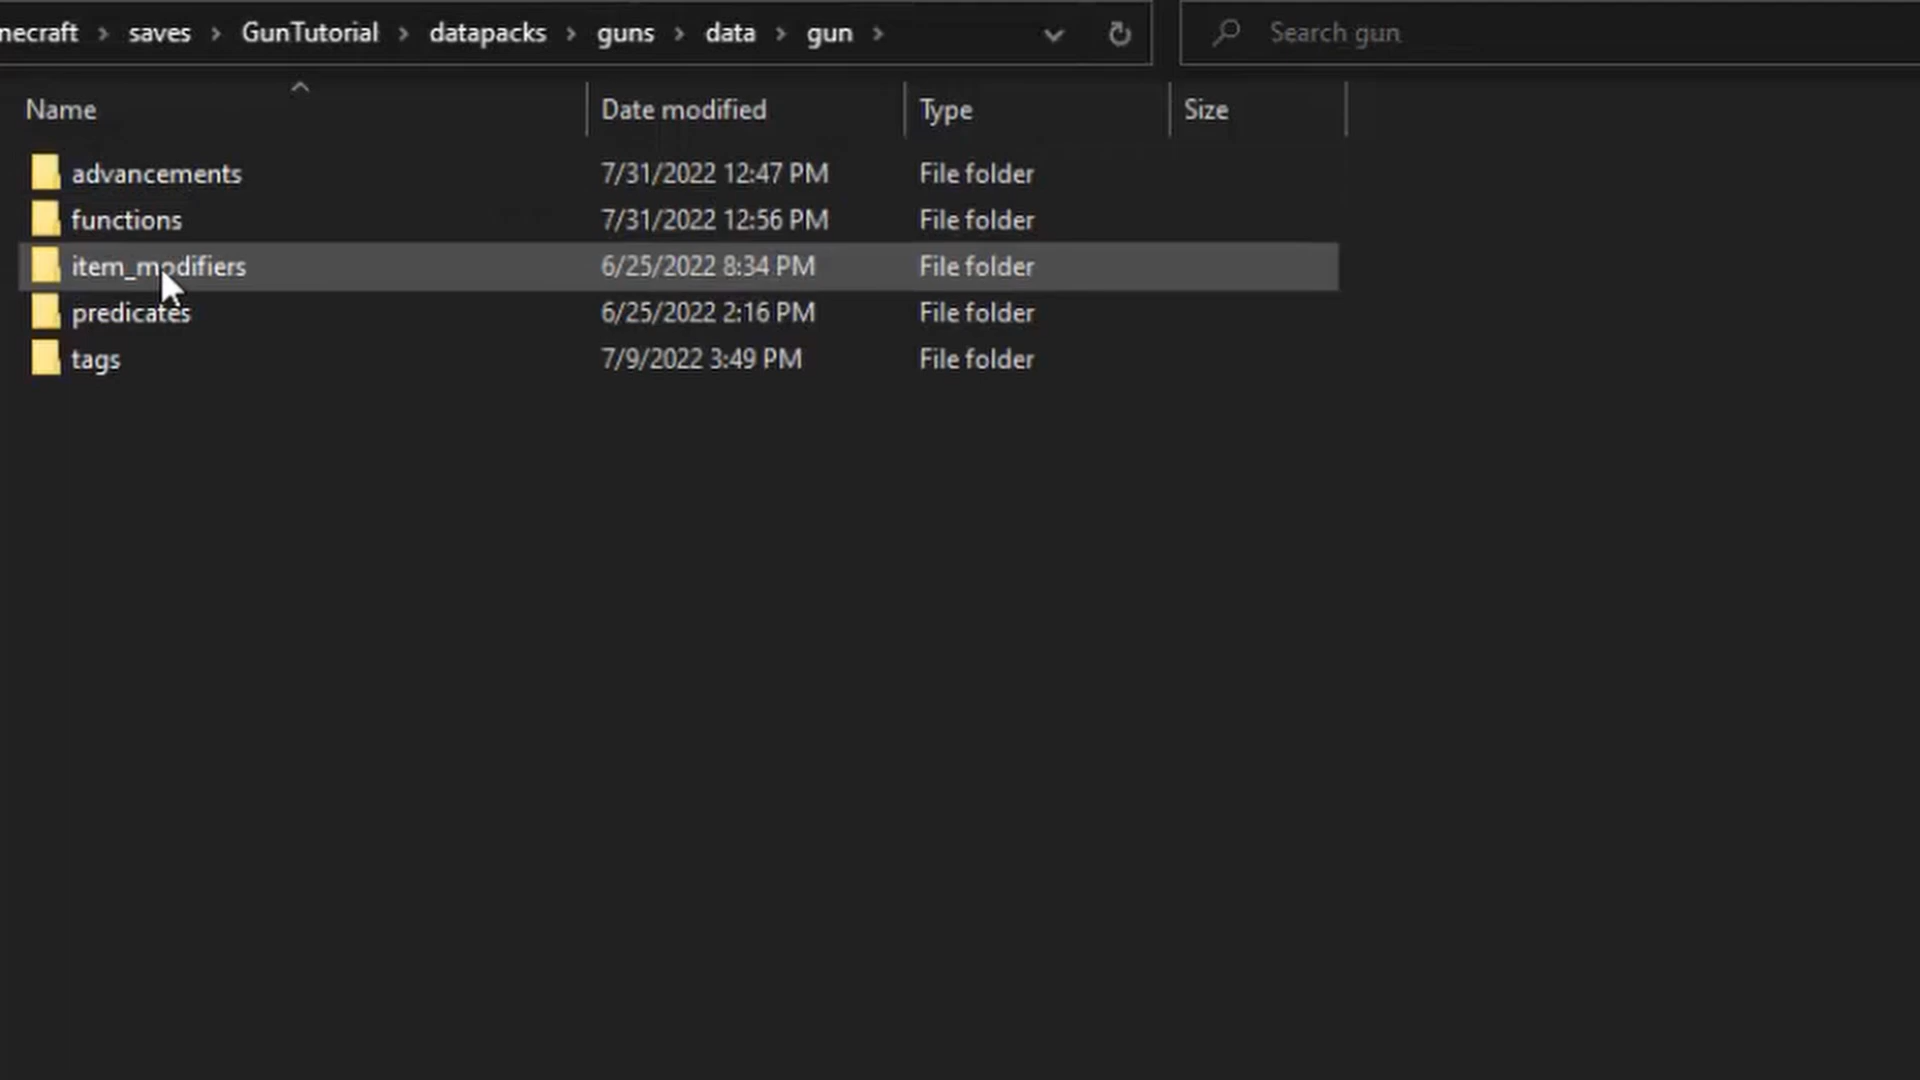 necraft > saves > GunTutorial > datapacks > guns > data > gun >
Search gun
Name Date modified Type Size
advancements 7/31/2022 12:47 PM File folder
functions 7/31/2022 12:56 PM File folder
item_modifiers 6/25/2022 8:34 PM File folder
predicates 6/25/2022 2:16 PM File folder
tags 7/9/2022 3:49 PM File folder